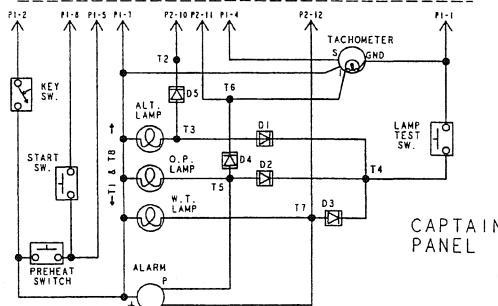 P1-2 P1-8 P1-5 P1-7 P2-10 P2-11 P1-4 P2-12 P1-1
TACHOMETER
S GND
I
T2
KEY
SW.
D5
T6
ALT.
LAMP
T3
D1
LAMP
TEST
SW.
START
SW.
T1 & T8
O.P.
LAMP
D4
D2
T4
T5
W.T.
LAMP
T7
D3
CAPTAIN
PANEL
PREHEAT
SWITCH
ALARM
P
+